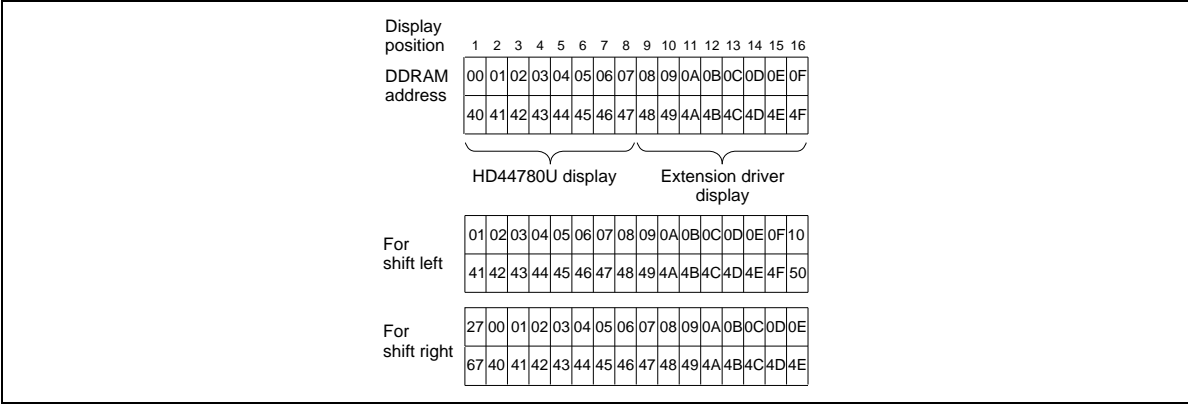 Display
position 1 2 3 4 5 6 7 8 9 10 11 12 13 14 15 16
DDRAM
address
00 01 02 03 04 05 06 07 08 09 0A 0B 0C 0D 0E 0F
40 41 42 43 44 45 46 47 48 49 4A 4B 4C 4D 4E 4F
HD44780U display
Extension driver
display
For
shift left
01 02 03 04 05 06 07 08 09 0A 0B 0C 0D 0E 0F 10
41 42 43 44 45 46 47 48 49 4A 4B 4C 4D 4E 4F 50
For
shift right
27 00 01 02 03 04 05 06 07 08 09 0A 0B 0C 0D 0E
67 40 41 42 43 44 45 46 47 48 49 4A 4B 4C 4D 4E